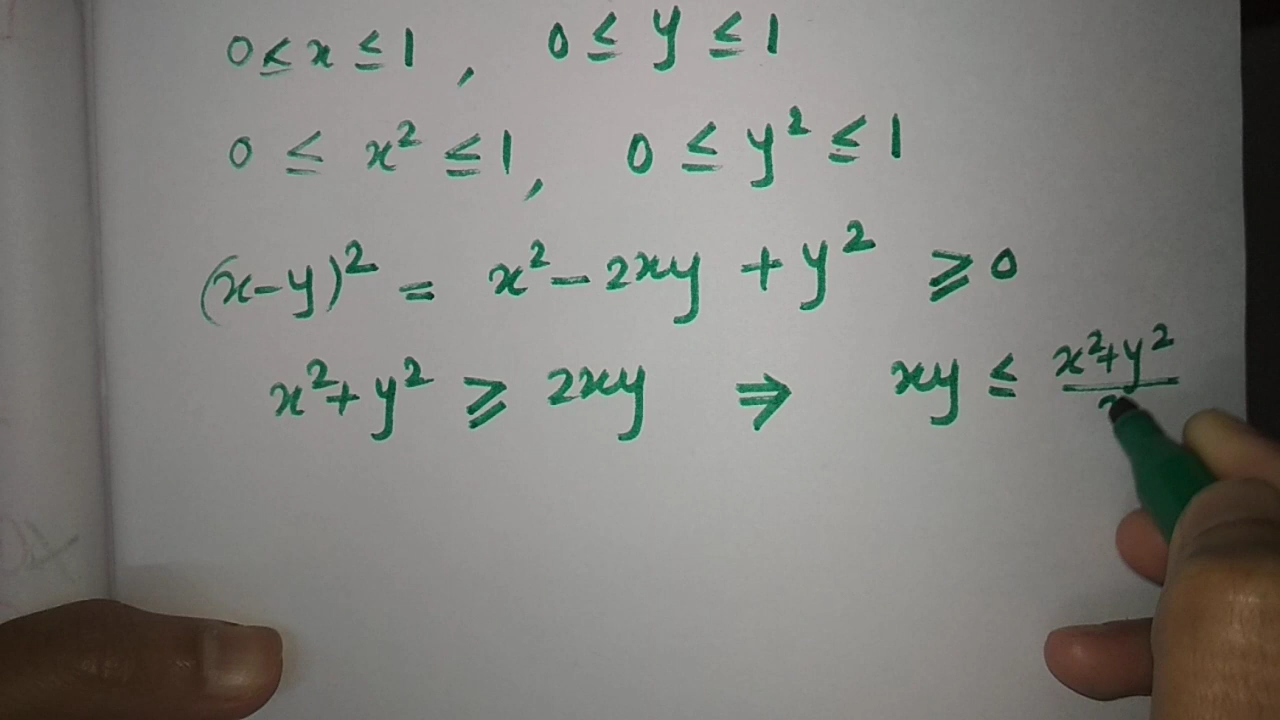 0 ≤ x ≤ 1 , 0 ≤ y ≤ 1
0 ≤ x² ≤ 1, 0 ≤ y² ≤ 1
(x-y)² = x² - 2xy + y² ≥ 0
x² + y² ≥ 2xy ⇒ xy ≤ x²+y²